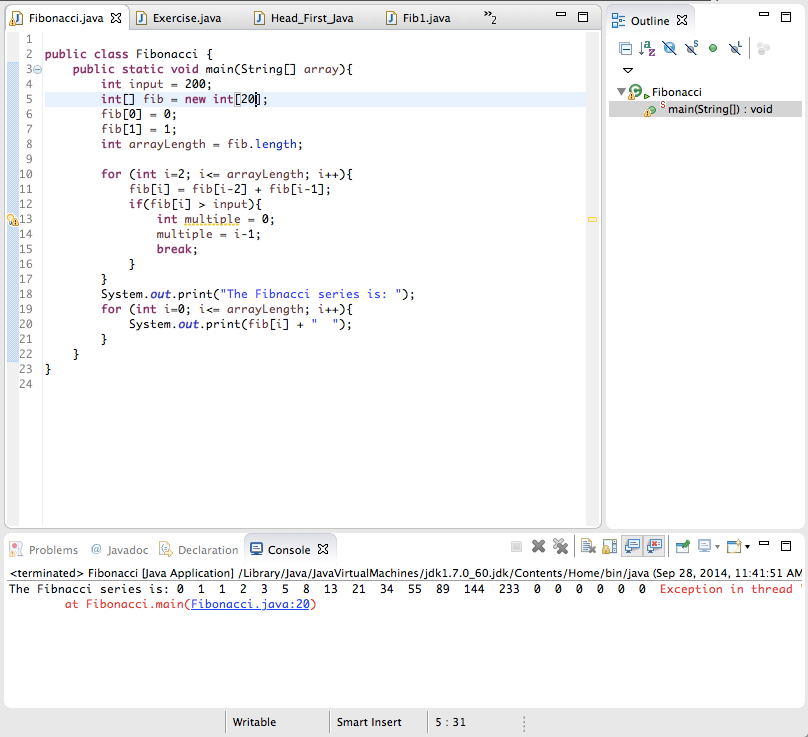 Fibonacci.java Exercise.java Head_First_Java Fib1.java »2
Outline
1
2 public class Fibonacci {
3 public static void main(String[] array){
4 int input = 200;
5 int[] fib = new int[20];
6 fib[0] = 0;
7 fib[1] = 1;
8 int arrayLength = fib.length;
9
10 for (int i=2; i<= arrayLength; i++){
11 fib[i] = fib[i-2] + fib[i-1];
12 if(fib[i] > input){
13 int multiple = 0;
14 multiple = i-1;
15 break;
16 }
17 }
18 System.out.print("The Fibnacci series is: ");
19 for (int i=0; i<= arrayLength; i++){
20 System.out.print(fib[i] + "  ");
21 }
22 }
23 }
24
Fibonacci
main(String[]) : void
Problems @ Javadoc Declaration Console
<terminated> Fibonacci [Java Application] /Library/Java/JavaVirtualMachines/jdk1.7.0_60.jdk/Contents/Home/bin/java (Sep 28, 2014, 11:41:51 AM
The Fibnacci series is: 0  1  1  2  3  5  8  13  21  34  55  89  144  233  0  0  0  0  0  0  Exception in thread "
at Fibonacci.main(Fibonacci.java:20)
Writable Smart Insert 5 : 31